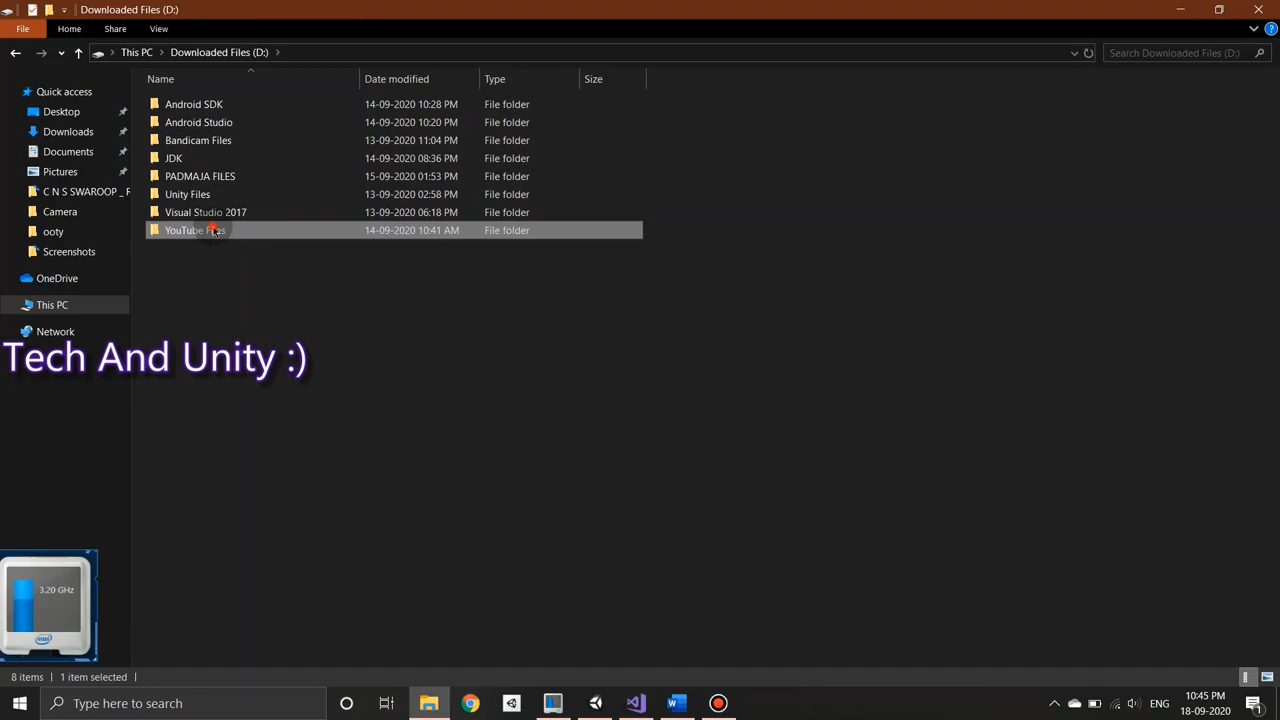 Downloaded Files (D:)
File Home Share View
This PC Downloaded Files (D:) Search Downloaded Files (D:)
Name Date modified Type Size
Quick access
Desktop
Downloads
Documents
Pictures
C N S SWAROOP _ R
Camera
ooty
Screenshots
OneDrive
This PC
Network
Android SDK 14-09-2020 10:28 PM File folder
Android Studio 14-09-2020 10:20 PM File folder
Bandicam Files 13-09-2020 11:04 PM File folder
JDK 14-09-2020 08:36 PM File folder
PADMAJA FILES 15-09-2020 01:53 PM File folder
Unity Files 13-09-2020 02:58 PM File folder
Visual Studio 2017 13-09-2020 06:18 PM File folder
YouTube Files 14-09-2020 10:41 AM File folder
Tech And Unity :)
3.20 GHz
intel
8 items 1 item selected
Type here to search
ENG
10:45 PM
18-09-2020